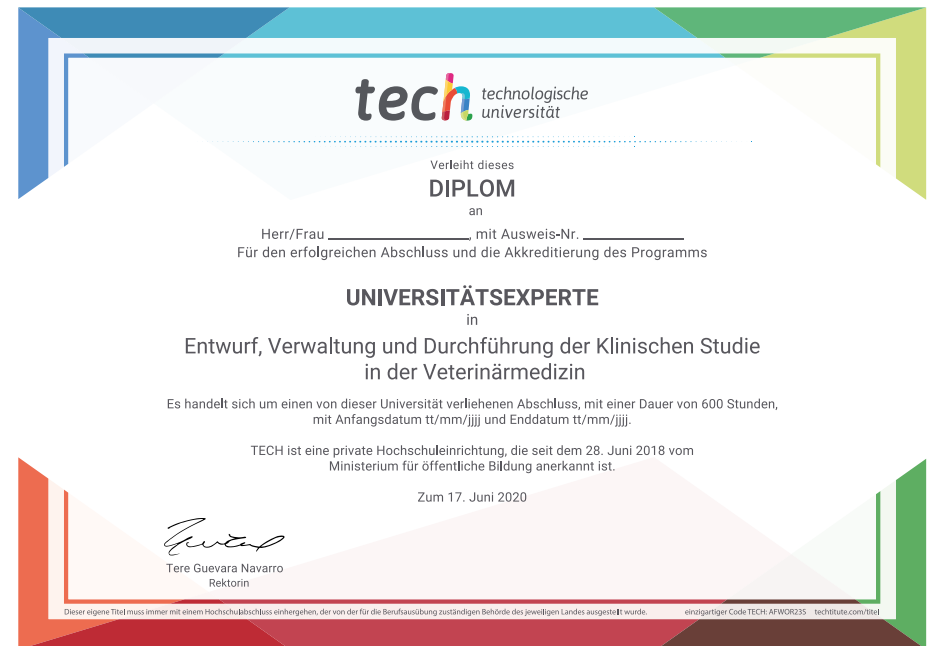 tech technologische
universität
Verleiht dieses
DIPLOM
an
Herr/Frau ____________, mit Ausweis-Nr. ____________
Für den erfolgreichen Abschluss und die Akkreditierung des Programms
UNIVERSITÄTSEXPERTE
in
Entwurf, Verwaltung und Durchführung der Klinischen Studie
in der Veterinärmedizin
Es handelt sich um einen von dieser Universität verliehenen Abschluss, mit einer Dauer von 600 Stunden,
mit Anfangsdatum tt/mm/jjjj und Enddatum tt/mm/jjjj.
TECH ist eine private Hochschuleinrichtung, die seit dem 28. Juni 2018 vom
Ministerium für öffentliche Bildung anerkannt ist.
Zum 17. Juni 2020
Tere Guevara Navarro
Rektorin
Dieser eigene Titel muss immer mit einem Hochschulabschluss einhergehen, der von der für die Berufsausübung zuständigen Behörde des jeweiligen Landes ausgestellt wurde. einzigartiger Code TECH: AFWOR235 techtitute.com/titel